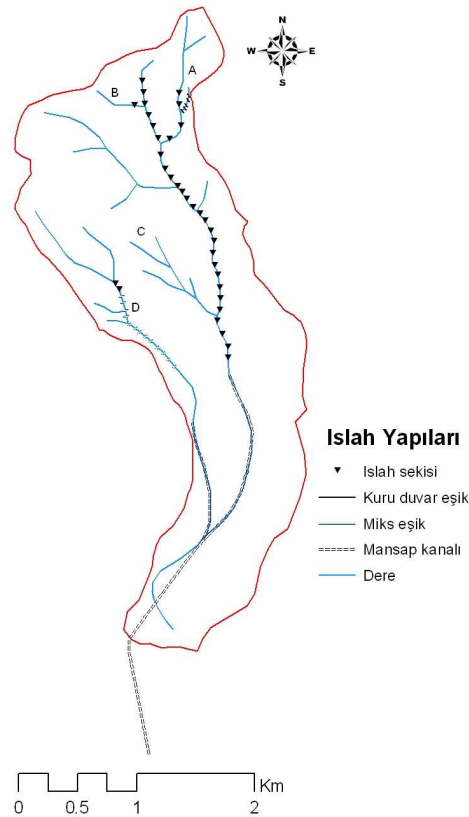 N
W E
S
A
B
C
D
Islah Yapıları
Islah sekisi
Kuru duvar eşik
Miks eşik
Mansap kanalı
Dere
Km
0 0.5 1 2